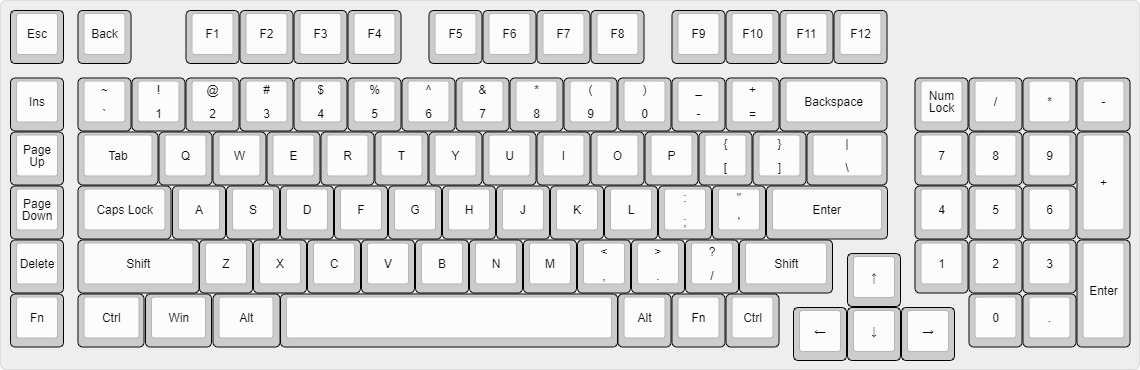 Esc Back F1 F2 F3 F4 F5 F6 F7 F8 F9 F10 F11 F12
Ins ~ ! @ # $ % ^ & * ( ) _ + Backspace Num Lock / * -
` 1 2 3 4 5 6 7 8 9 0 - =
Page Up Tab Q W E R T Y U I O P { } | 7 8 9 +
[ ] \
Page Down Caps Lock A S D F G H J K L : " Enter 4 5 6
; '
Delete Shift Z X C V B N M < > ? Shift ↑ 1 2 3 Enter
, . /
Fn Ctrl Win Alt Alt Fn Ctrl ← ↓ → 0 .